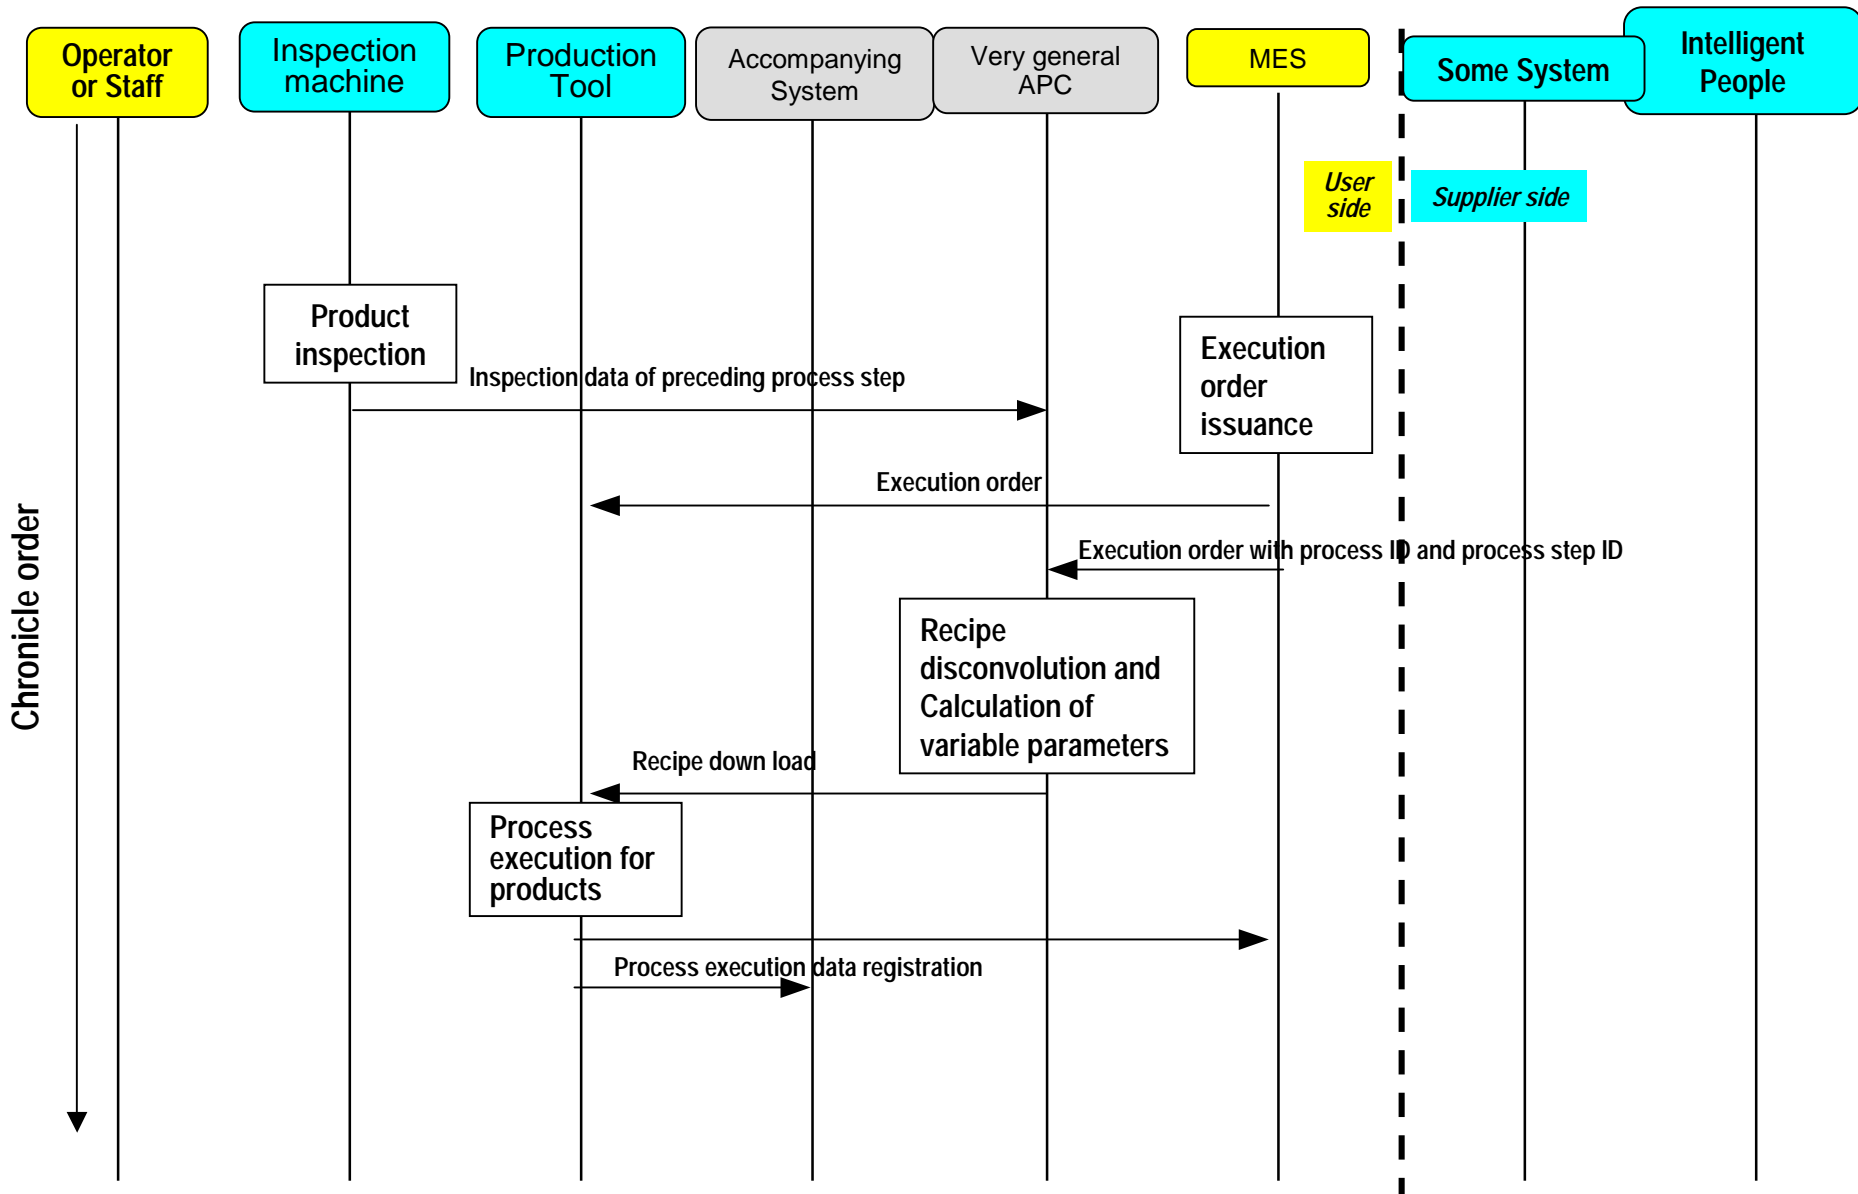 Operator
or Staff
Inspection
machine
Production
Tool
Accompanying
System
Very general
APC
MES
Some System
Intelligent
People
User
side
Supplier side
Product
inspection
Execution
order
issuance
Inspection data of preceding process step
Execution order
Execution order with process ID and process step ID
Chronicle order
Recipe
disconvolution and
Calculation of
variable parameters
Recipe down load
Process
execution for
products
Process execution data registration